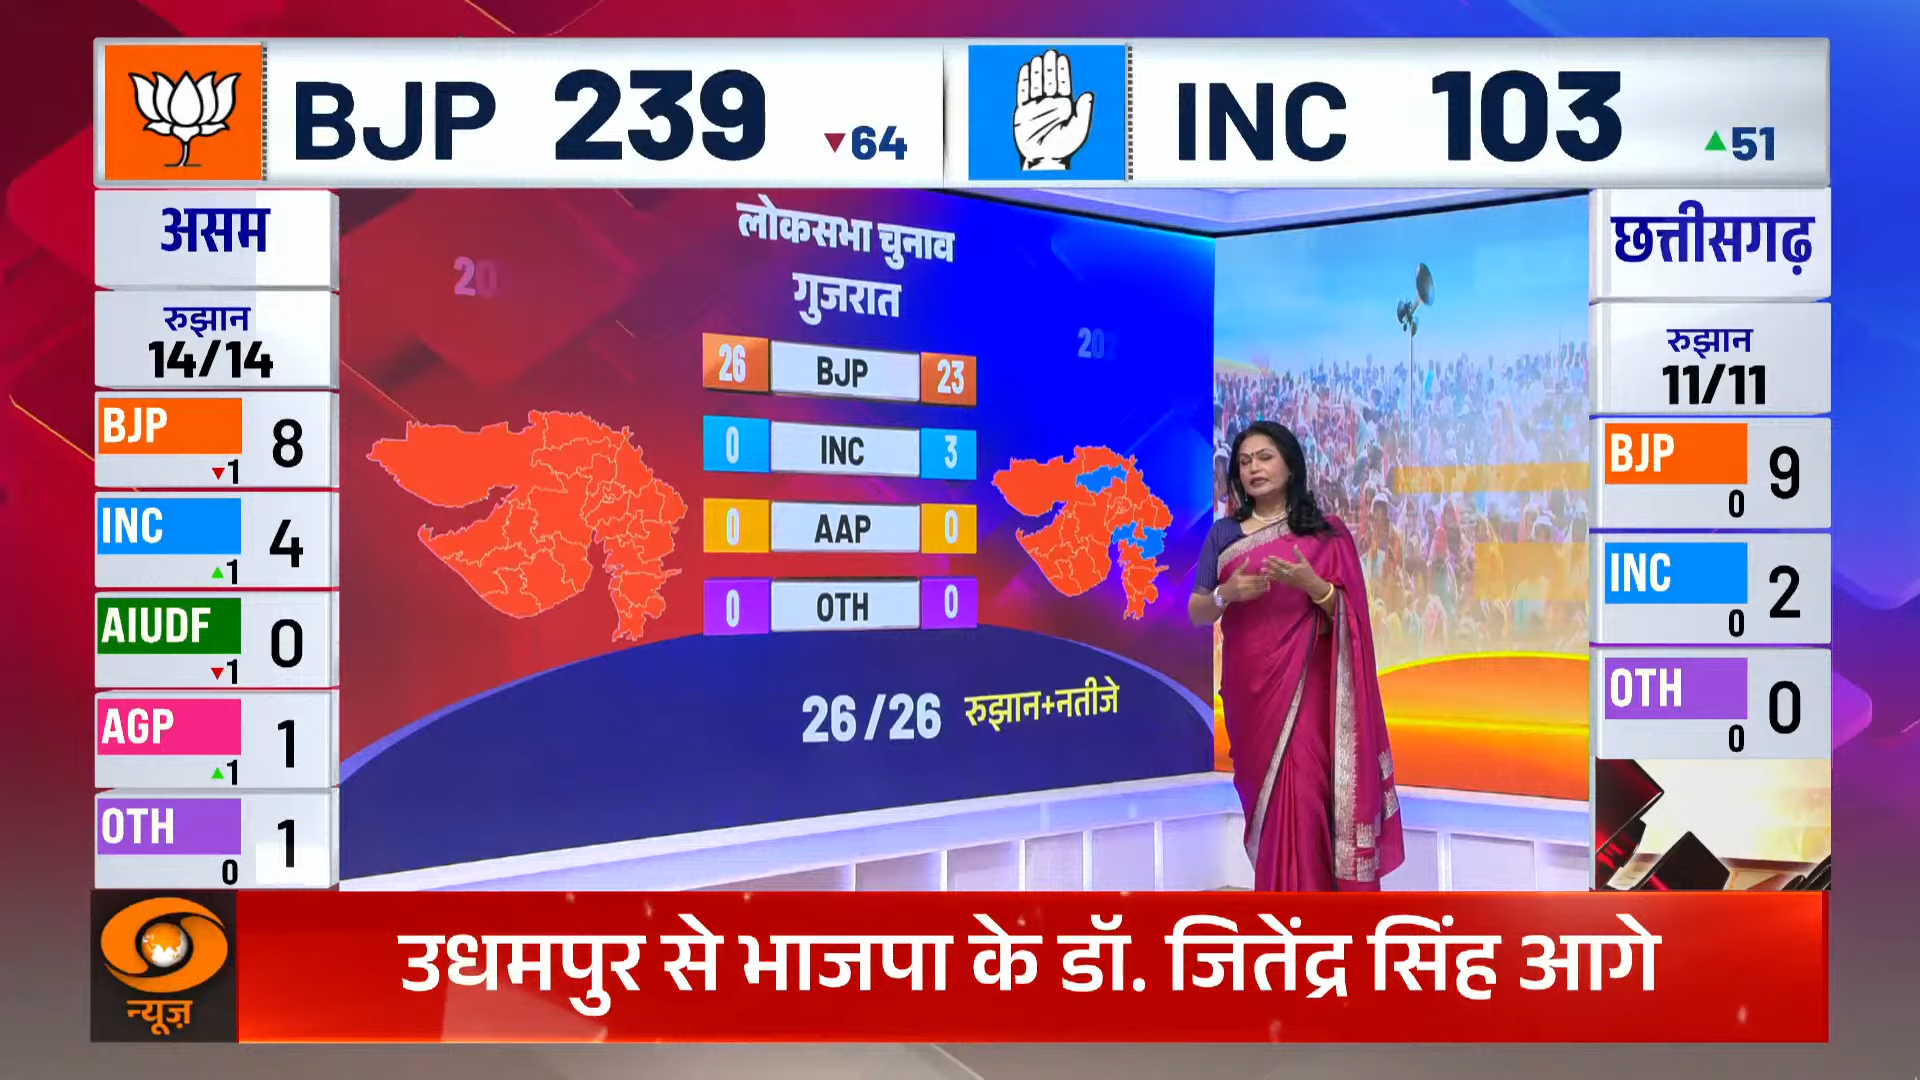 BJP 239 ▼64
INC 103 ▲51
असम
रुझान
14/14
BJP 8
▼1
INC 4
▲1
AIUDF 0
▼1
AGP 1
▲1
OTH 1
0
20
लोकसभा चुनाव
गुजरात
202
26 BJP 23
0 INC 3
0 AAP 0
0 OTH 0
26/26 रुझान+नतीजे
छत्तीसगढ़
रुझान
11/11
BJP 9
0
INC 2
0
OTH 0
0
न्यूज़
उधमपुर से भाजपा के डॉ. जितेंद्र सिंह आगे